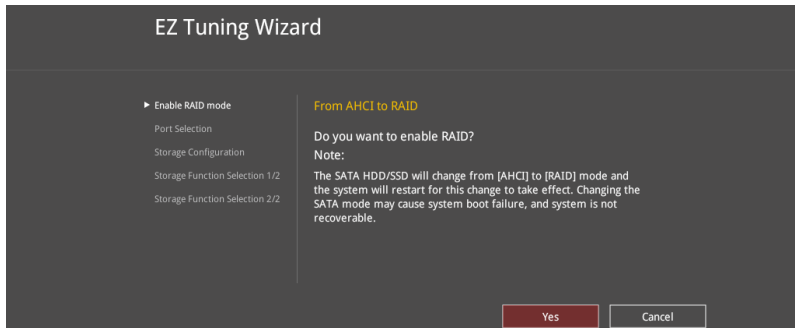 EZ Tuning Wizard
Enable RAID mode
Port Selection
Storage Configuration
Storage Function Selection 1/2
Storage Function Selection 2/2
From AHCI to RAID
Do you want to enable RAID?
Note:
The SATA HDD/SSD will change from [AHCI] to [RAID] mode and
the system will restart for this change to take effect. Changing the
SATA mode may cause system boot failure, and system is not
recoverable.
Yes
Cancel